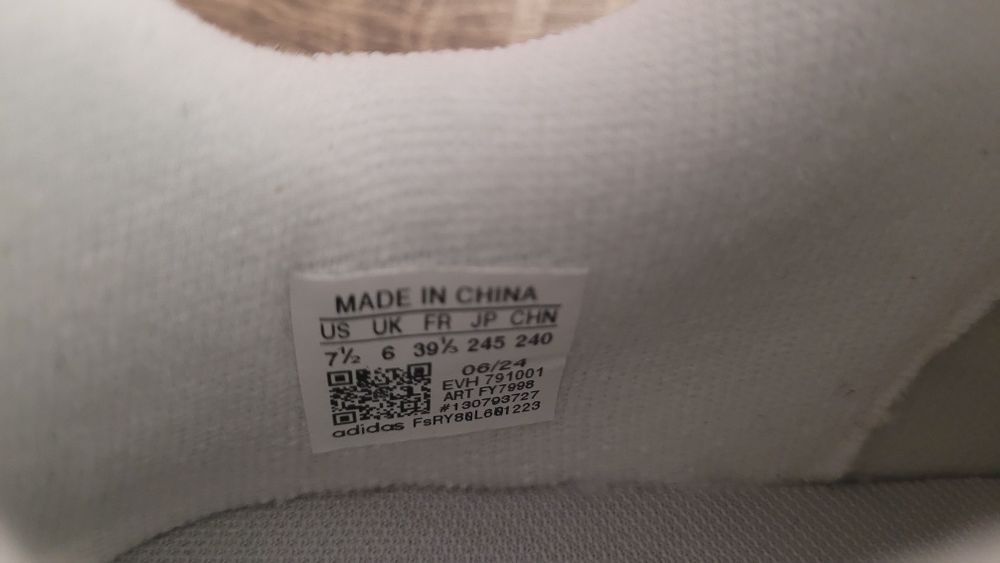 MADE IN CHINA
US UK FR JP CHN
7½ 6 39⅓ 245 240
06/24
EVH 791001
ART FY7998
#130793727
adidas FsRY80L601223